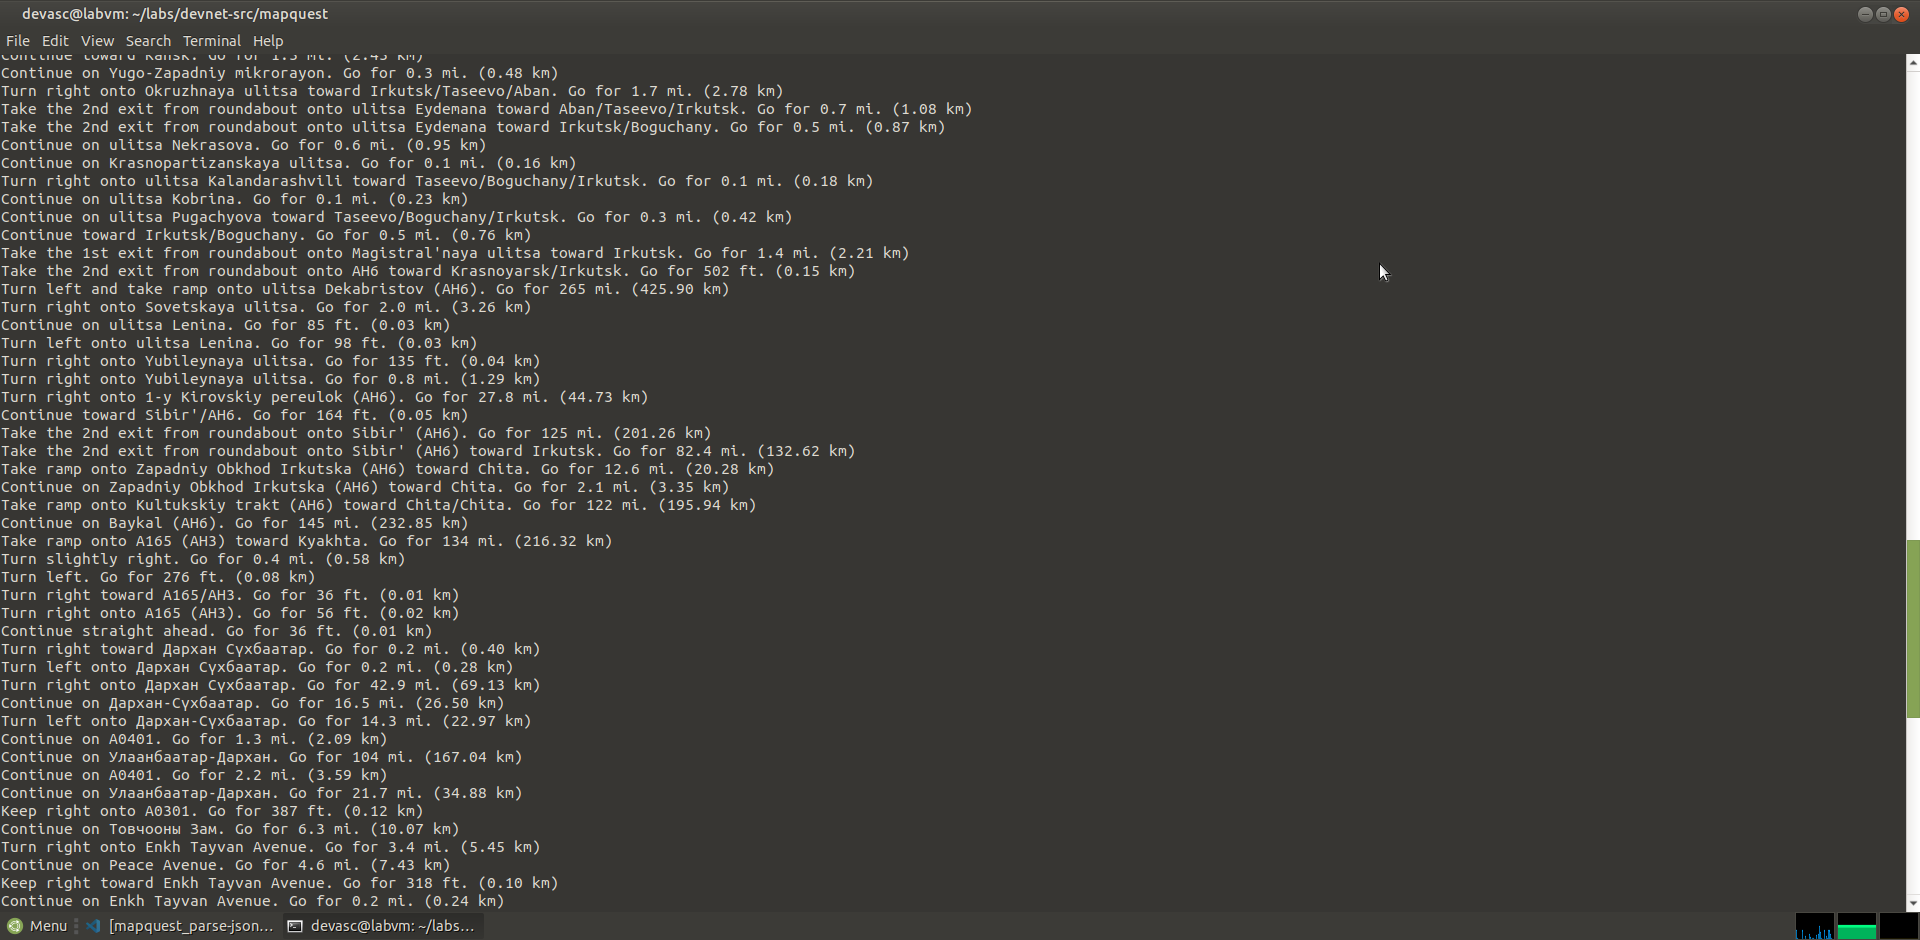 devasc@labvm: ~/labs/devnet-src/mapquest
File Edit View Search Terminal Help
Continue toward Kansk. Go for 1.5 mi. (2.45 km)
Continue on Yugo-Zapadniy mikrorayon. Go for 0.3 mi. (0.48 km)
Turn right onto Okruzhnaya ulitsa toward Irkutsk/Taseevo/Aban. Go for 1.7 mi. (2.78 km)
Take the 2nd exit from roundabout onto ulitsa Eydemana toward Aban/Taseevo/Irkutsk. Go for 0.7 mi. (1.08 km)
Take the 2nd exit from roundabout onto ulitsa Eydemana toward Irkutsk/Boguchany. Go for 0.5 mi. (0.87 km)
Continue on ulitsa Nekrasova. Go for 0.6 mi. (0.95 km)
Continue on Krasnopartizanskaya ulitsa. Go for 0.1 mi. (0.16 km)
Turn right onto ulitsa Kalandarashvili toward Taseevo/Boguchany/Irkutsk. Go for 0.1 mi. (0.18 km)
Continue on ulitsa Kobrina. Go for 0.1 mi. (0.23 km)
Continue on ulitsa Pugachyova toward Taseevo/Boguchany/Irkutsk. Go for 0.3 mi. (0.42 km)
Continue toward Irkutsk/Boguchany. Go for 0.5 mi. (0.76 km)
Take the 1st exit from roundabout onto Magistral'naya ulitsa toward Irkutsk. Go for 1.4 mi. (2.21 km)
Take the 2nd exit from roundabout onto AH6 toward Krasnoyarsk/Irkutsk. Go for 502 ft. (0.15 km)
Turn left and take ramp onto ulitsa Dekabristov (AH6). Go for 265 mi. (425.90 km)
Turn right onto Sovetskaya ulitsa. Go for 2.0 mi. (3.26 km)
Continue on ulitsa Lenina. Go for 85 ft. (0.03 km)
Turn left onto ulitsa Lenina. Go for 98 ft. (0.03 km)
Turn right onto Yubileynaya ulitsa. Go for 135 ft. (0.04 km)
Turn right onto Yubileynaya ulitsa. Go for 0.8 mi. (1.29 km)
Turn right onto 1-y Kirovskiy pereulok (AH6). Go for 27.8 mi. (44.73 km)
Continue toward Sibir'/AH6. Go for 164 ft. (0.05 km)
Take the 2nd exit from roundabout onto Sibir' (AH6). Go for 125 mi. (201.26 km)
Take the 2nd exit from roundabout onto Sibir' (AH6) toward Irkutsk. Go for 82.4 mi. (132.62 km)
Take ramp onto Zapadniy Obkhod Irkutska (AH6) toward Chita. Go for 12.6 mi. (20.28 km)
Continue on Zapadniy Obkhod Irkutska (AH6) toward Chita. Go for 2.1 mi. (3.35 km)
Take ramp onto Kultukskiy trakt (AH6) toward Chita/Chita. Go for 122 mi. (195.94 km)
Continue on Baykal (AH6). Go for 145 mi. (232.85 km)
Take ramp onto A165 (AH3) toward Kyakhta. Go for 134 mi. (216.32 km)
Turn slightly right. Go for 0.4 mi. (0.58 km)
Turn left. Go for 276 ft. (0.08 km)
Turn right toward A165/AH3. Go for 36 ft. (0.01 km)
Turn right onto A165 (AH3). Go for 56 ft. (0.02 km)
Continue straight ahead. Go for 36 ft. (0.01 km)
Turn right toward Дархан Сүхбаатар. Go for 0.2 mi. (0.40 km)
Turn left onto Дархан Сүхбаатар. Go for 0.2 mi. (0.28 km)
Turn right onto Дархан Сүхбаатар. Go for 42.9 mi. (69.13 km)
Continue on Дархан-Сүхбаатар. Go for 16.5 mi. (26.50 km)
Turn left onto Дархан-Сүхбаатар. Go for 14.3 mi. (22.97 km)
Continue on A0401. Go for 1.3 mi. (2.09 km)
Continue on Улаанбаатар-Дархан. Go for 104 mi. (167.04 km)
Continue on A0401. Go for 2.2 mi. (3.59 km)
Continue on Улаанбаатар-Дархан. Go for 21.7 mi. (34.88 km)
Keep right onto A0301. Go for 387 ft. (0.12 km)
Continue on Товчооны Зам. Go for 6.3 mi. (10.07 km)
Turn right onto Enkh Tayvan Avenue. Go for 3.4 mi. (5.45 km)
Continue on Peace Avenue. Go for 4.6 mi. (7.43 km)
Keep right toward Enkh Tayvan Avenue. Go for 318 ft. (0.10 km)
Continue on Enkh Tayvan Avenue. Go for 0.2 mi. (0.24 km)
Menu [mapquest_parse-json... devasc@labvm: ~/labs...